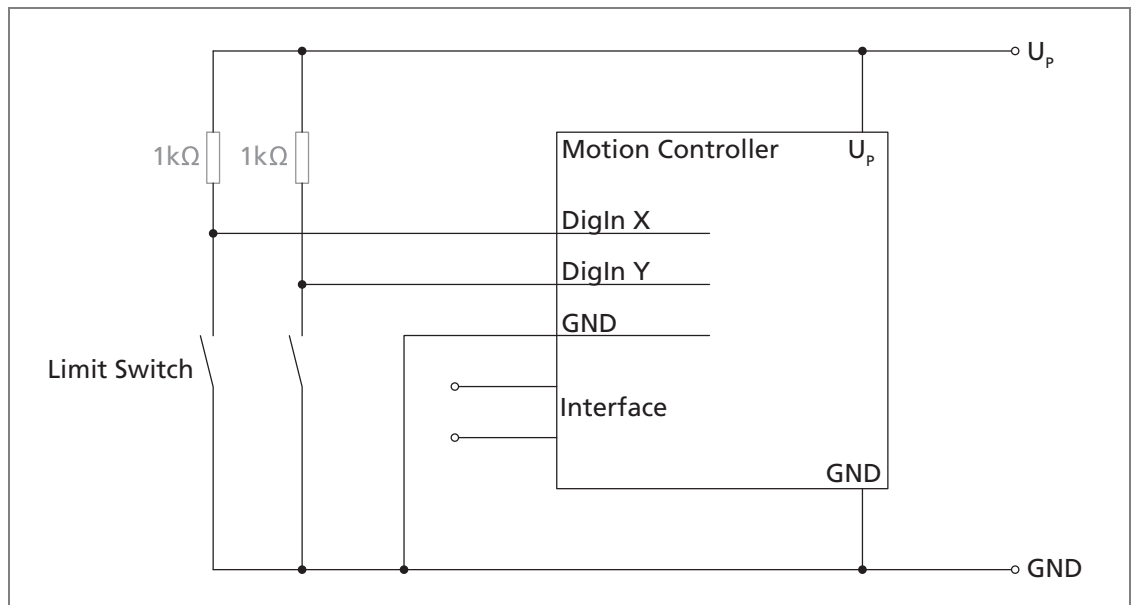 U_P
1kΩ 1kΩ
Motion Controller U_P
DigIn X
DigIn Y
GND
Limit Switch
Interface
GND
GND